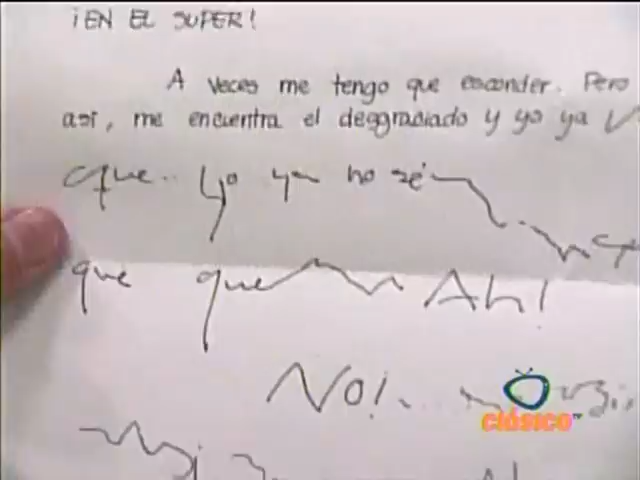 ¡EN EL SUPER!
A veces me tengo que esconder. Pero
así, me encuentra el desgraciado y yo ya
que.. yo ya no sé
que que Ah!
No!..
clásico